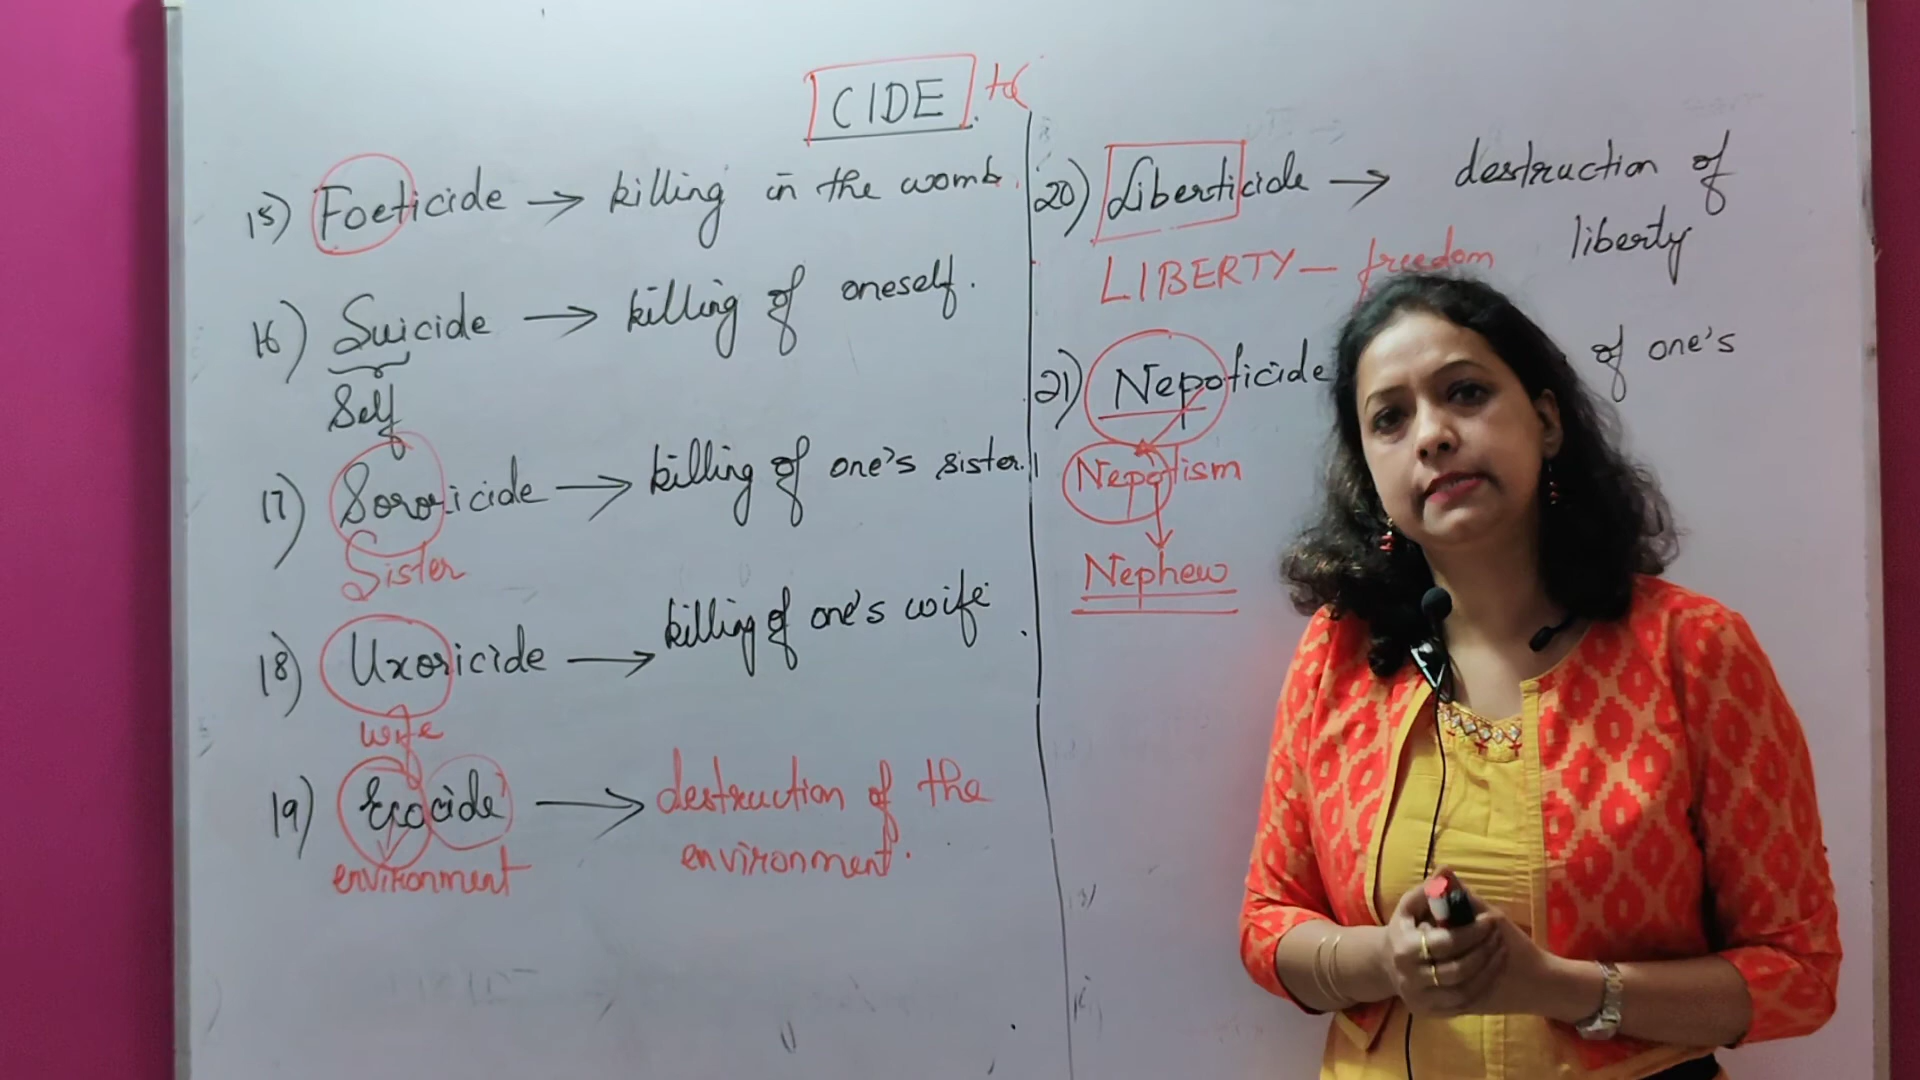 CIDE
15) Foeticide → killing in the womb.
16) Suicide → killing of oneself.
Self
17) Sororicide → killing of one's sister.
Sister
18) Uxoricide → killing of one's wife
wife
19) Ecocide → destruction of the
environment environment.
20) Liberticide → destruction of
liberty
LIBERTY - freedom
21) Nepoticide of one's
Nepotism
Nephew